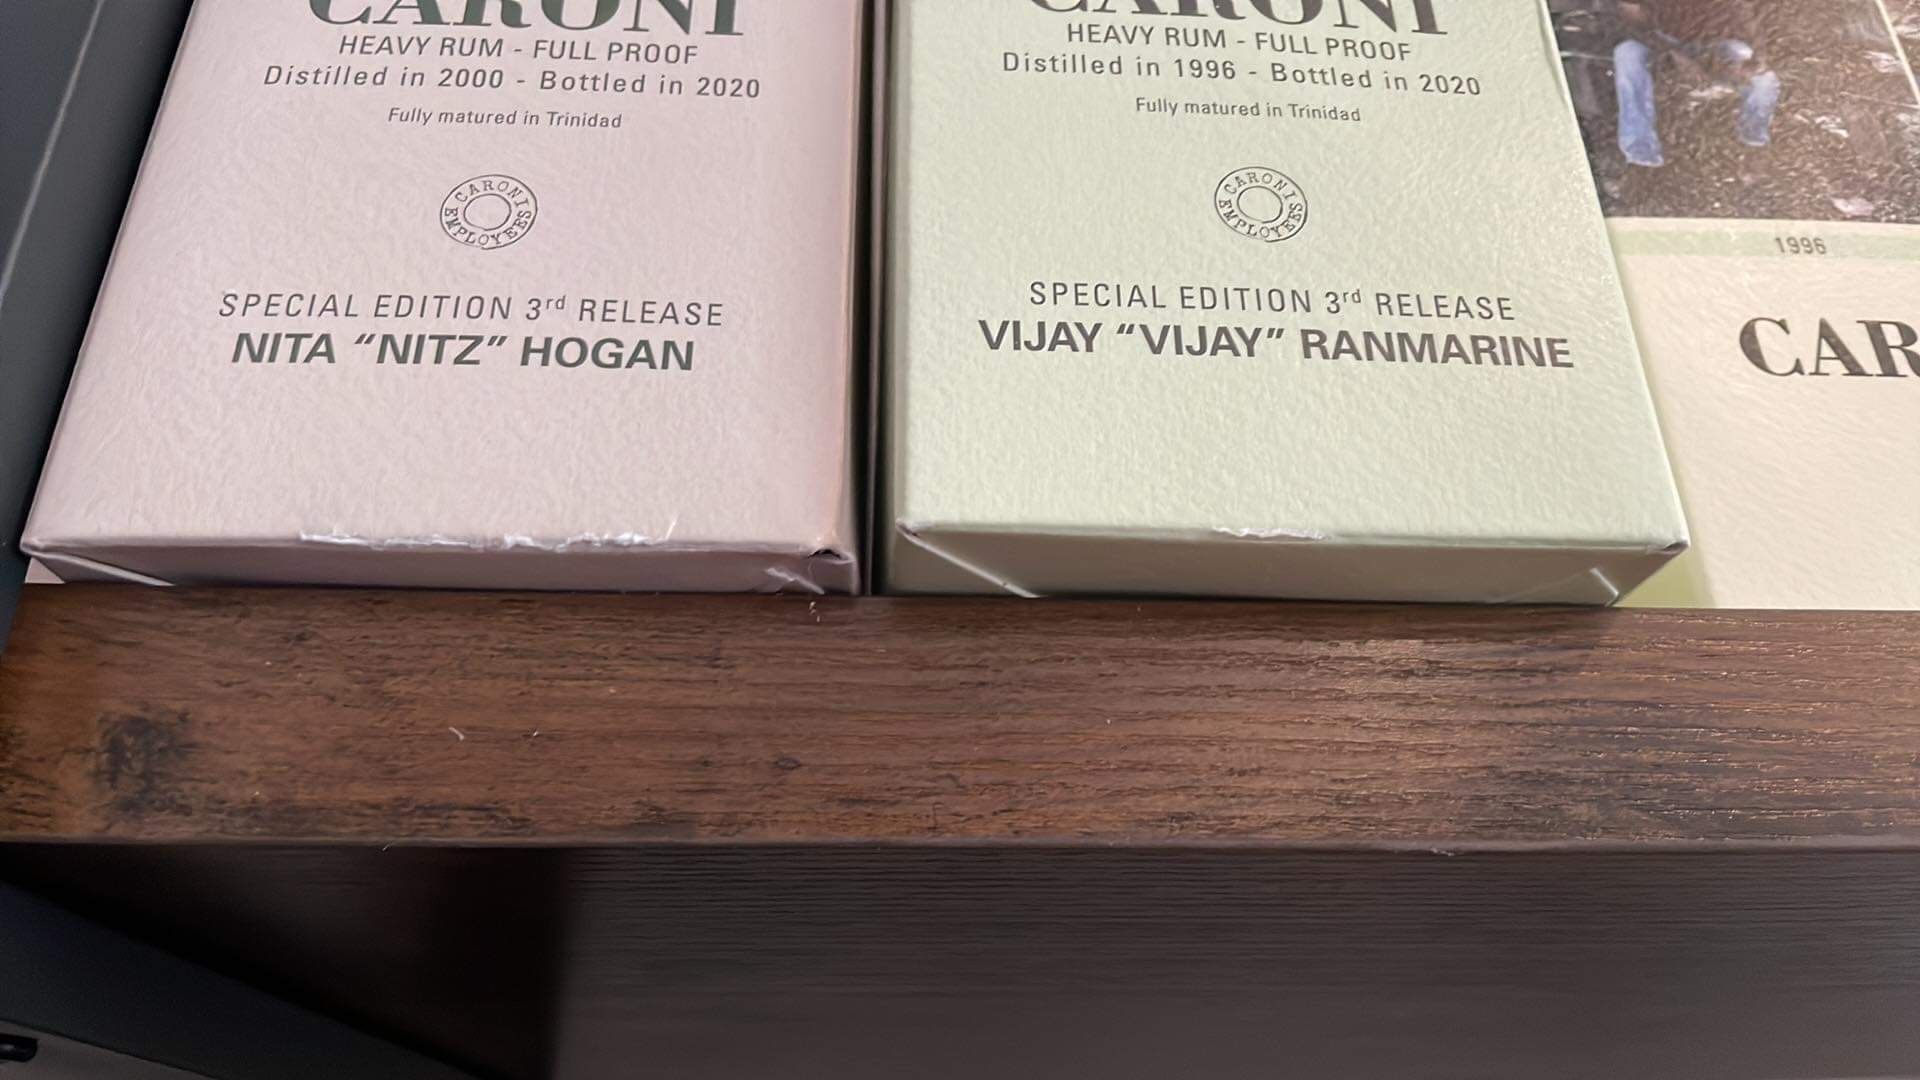 CARONI
HEAVY RUM - FULL PROOF
Distilled in 2000 - Bottled in 2020
Fully matured in Trinidad
CARONI EMPLOYEES
SPECIAL EDITION 3rd RELEASE
NITA “NITZ” HOGAN
CARONI
HEAVY RUM - FULL PROOF
Distilled in 1996 - Bottled in 2020
Fully matured in Trinidad
CARONI EMPLOYEES
SPECIAL EDITION 3rd RELEASE
VIJAY “VIJAY” RANMARINE
1996
CAR